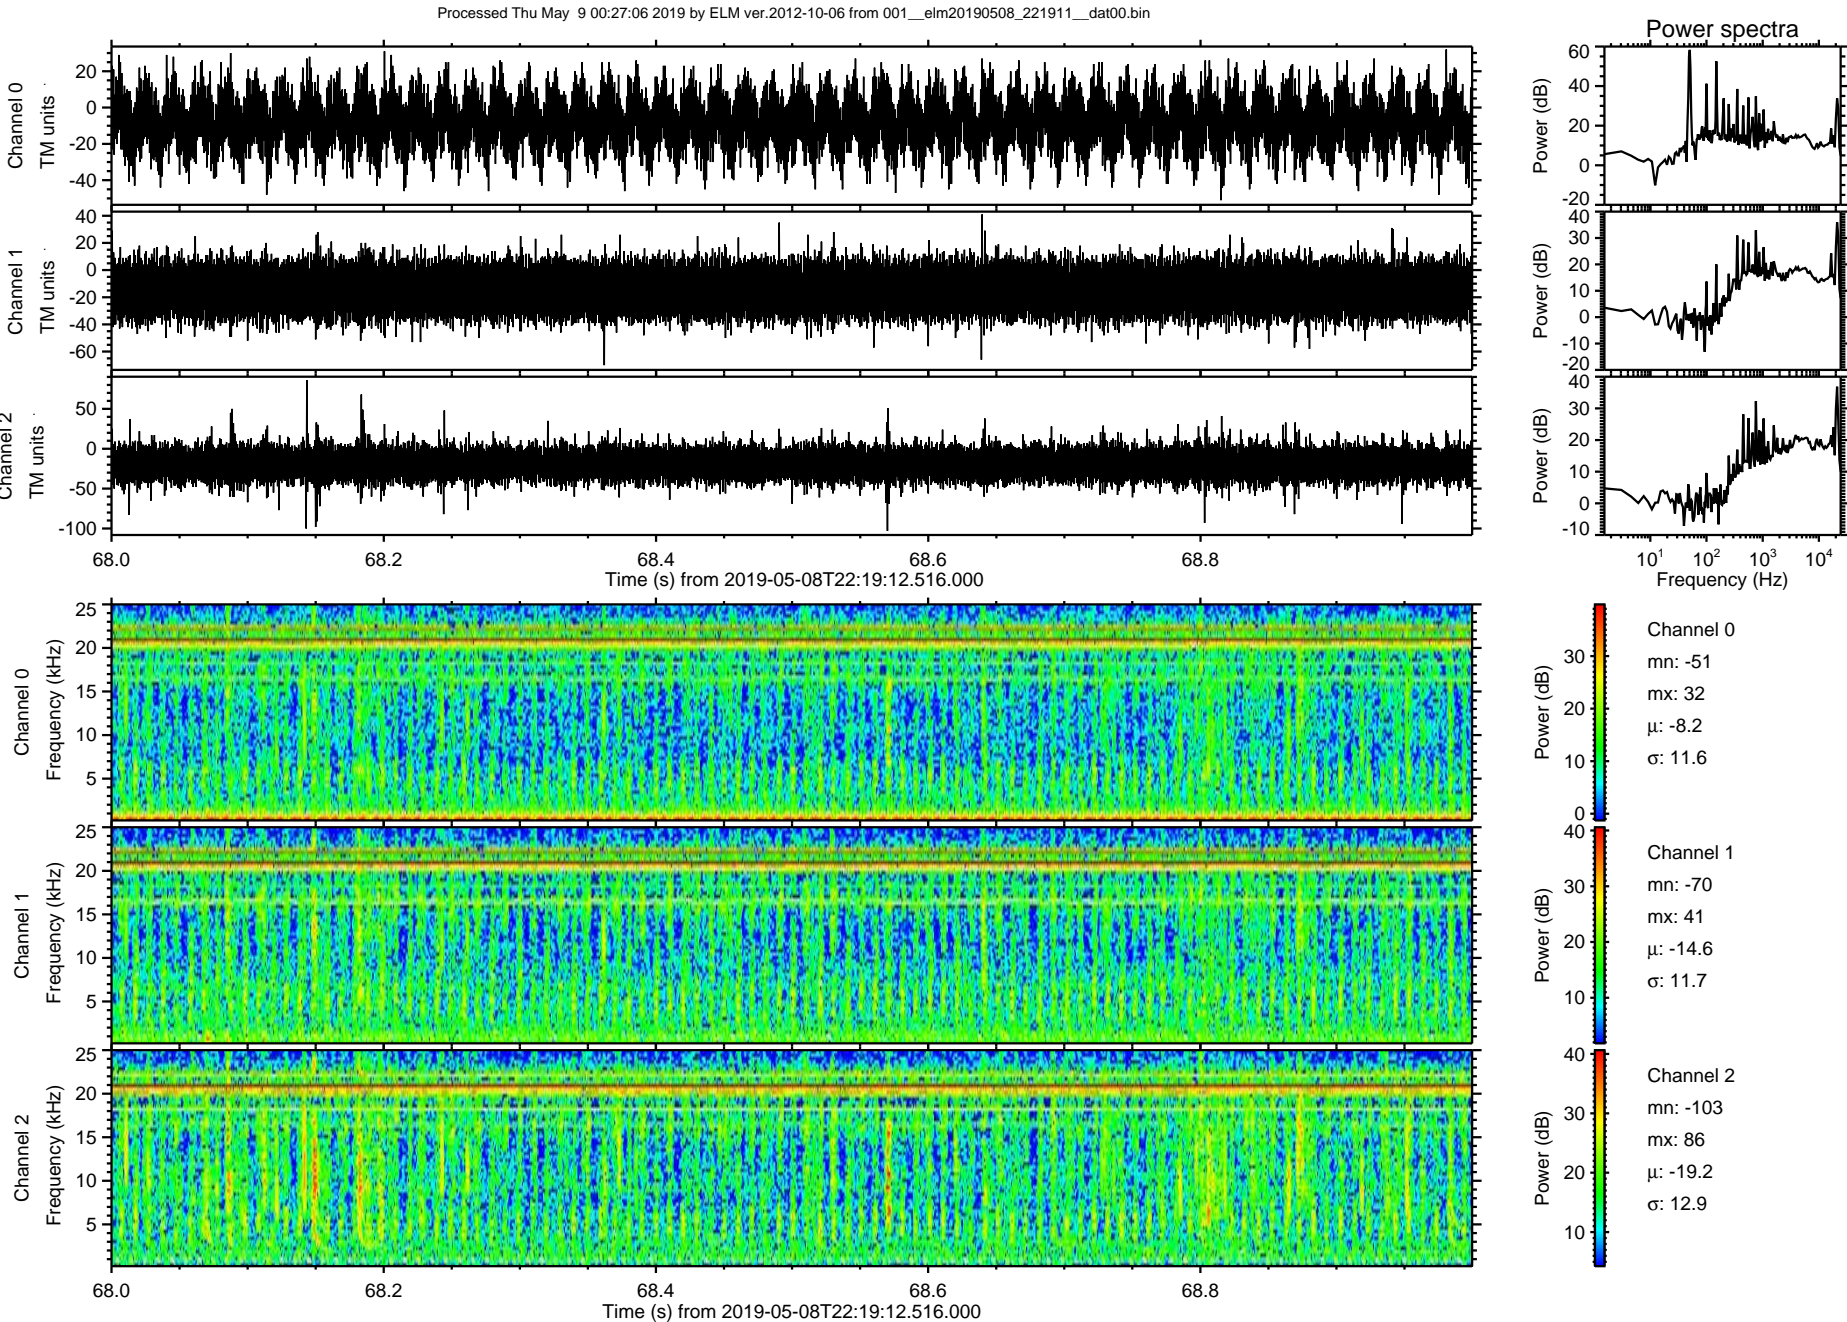 Processed Thu May  9 00:27:06 2019 by ELM ver.2012-10-06 from 001__elm20190508_221911__dat00.bin
Power spectra
Channel 0
TM units
20
0
-20
-40
Power (dB)
60
40
20
0
-20
Channel 1
TM units
40
20
0
-20
-40
-60
Power (dB)
40
30
20
10
0
-10
-20
Channel 2
TM units
50
0
-50
-100
Power (dB)
40
30
20
10
0
-10
68.0 68.2 68.4 68.6 68.8
Time (s) from 2019-05-08T22:19:12.516.000
10^1 10^2 10^3 10^4
Frequency (Hz)
Channel 0
Frequency (kHz)
25
20
15
10
5
Power (dB)
30
20
10
0
Channel 0
mn: -51
mx: 32
μ: -8.2
σ: 11.6
Channel 1
Frequency (kHz)
25
20
15
10
5
Power (dB)
40
30
20
10
Channel 1
mn: -70
mx: 41
μ: -14.6
σ: 11.7
Channel 2
Frequency (kHz)
25
20
15
10
5
Power (dB)
40
30
20
10
Channel 2
mn: -103
mx: 86
μ: -19.2
σ: 12.9
68.0 68.2 68.4 68.6 68.8
Time (s) from 2019-05-08T22:19:12.516.000